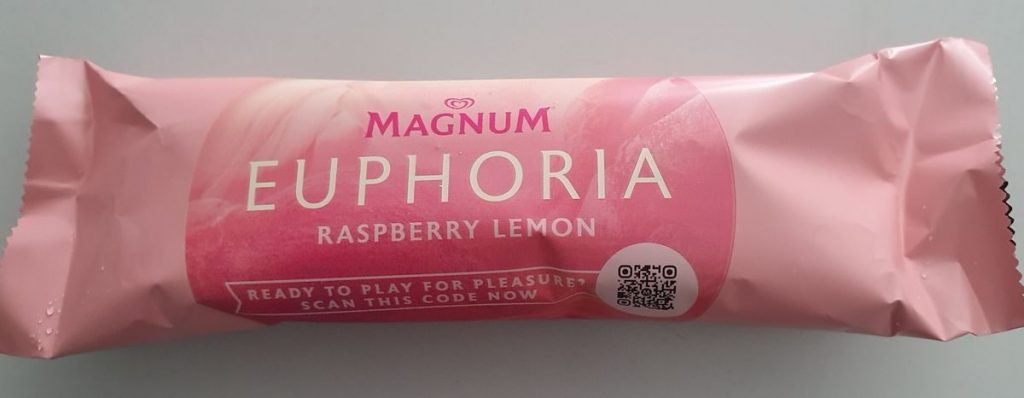 MAGNUM
EUPHORIA
RASPBERRY LEMON
READY TO PLAY FOR PLEASURE?
SCAN THIS CODE NOW